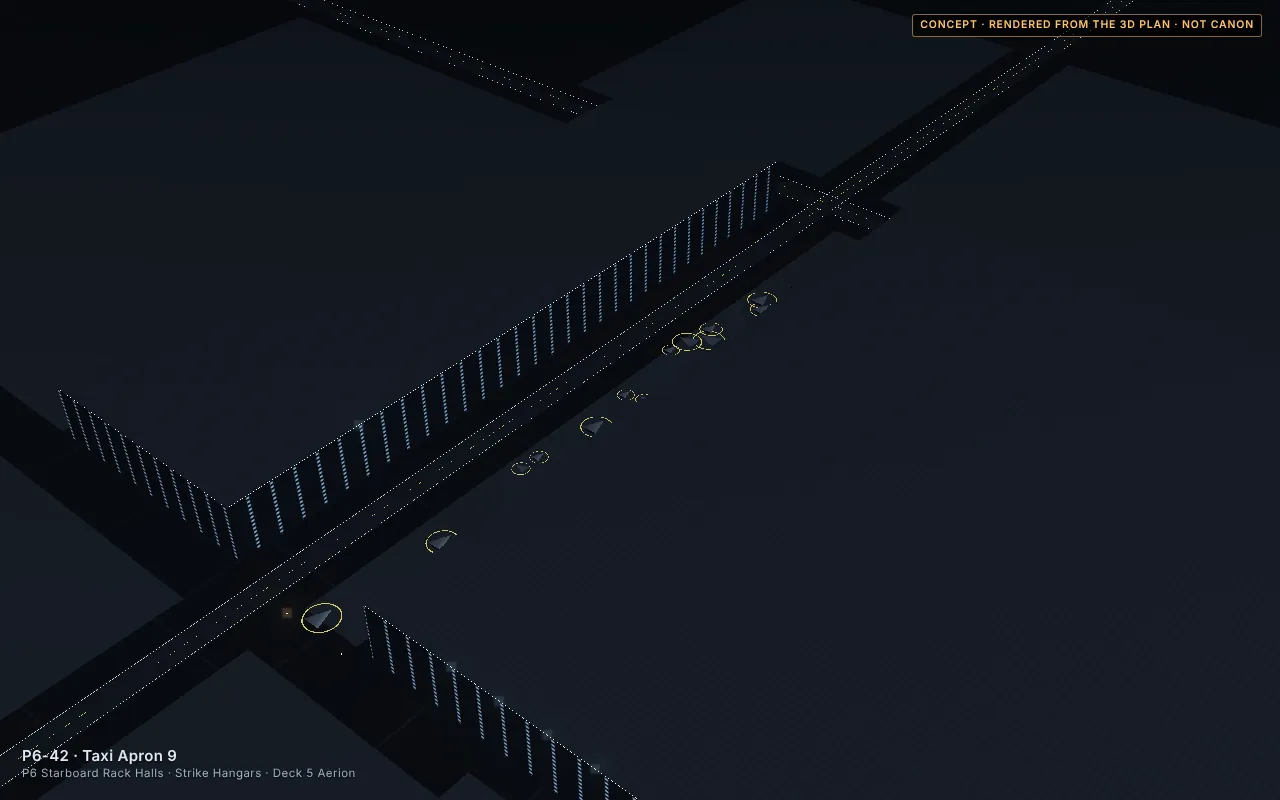 CONCEPT · RENDERED FROM THE 3D PLAN · NOT CANON
P6-42 · Taxi Apron 9
P6 Starboard Rack Halls · Strike Hangars · Deck 5 Aerion